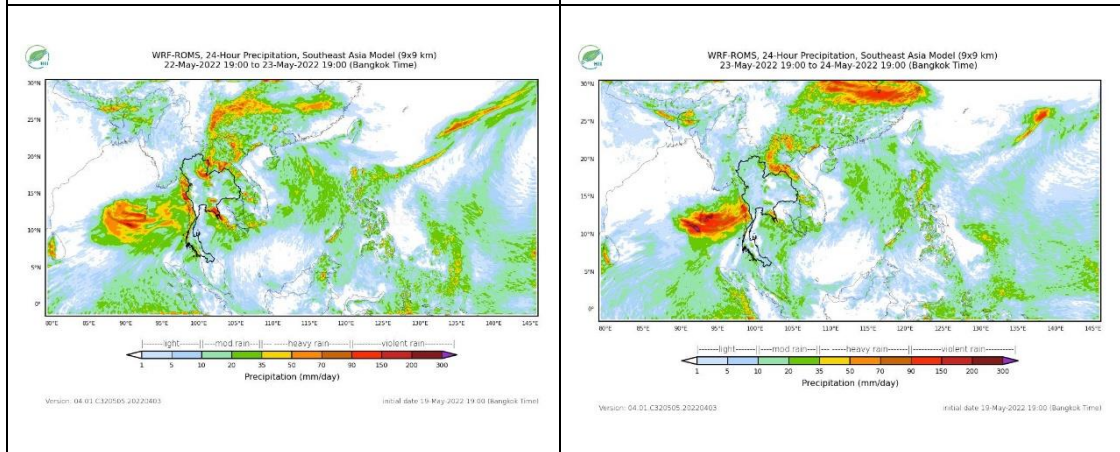 WRF-ROMS, 24-Hour Precipitation, Southeast Asia Model (9x9 km)
22-May-2022 19:00 to 23-May-2022 19:00 (Bangkok Time)
30°N
25°N
20°N
15°N
10°N
5°N
0°
80°E 85°E 90°E 95°E 100°E 105°E 110°E 115°E 120°E 125°E 130°E 135°E 140°E 145°E
|------light------||----mod rain---||--- ----heavy rain-------||---------violent rain---------|
1 5 10 20 35 50 70 90 150 200 300
Precipitation (mm/day)
Version: 04.01.C320505.20220403 initial date 19-May-2022 19:00 (Bangkok Time)
WRF-ROMS, 24-Hour Precipitation, Southeast Asia Model (9x9 km)
23-May-2022 19:00 to 24-May-2022 19:00 (Bangkok Time)
30°N
25°N
20°N
15°N
10°N
5°N
0°
80°E 85°E 90°E 95°E 100°E 105°E 110°E 115°E 120°E 125°E 130°E 135°E 140°E 145°E
|-------light-------||----mod rain---||--- ----heavy rain-------||----------violent rain---------|
1 5 10 20 35 50 70 90 150 200 300
Precipitation (mm/day)
Version: 04.01.C320505.20220403 initial date 19-May-2022 19:00 (Bangkok Time)